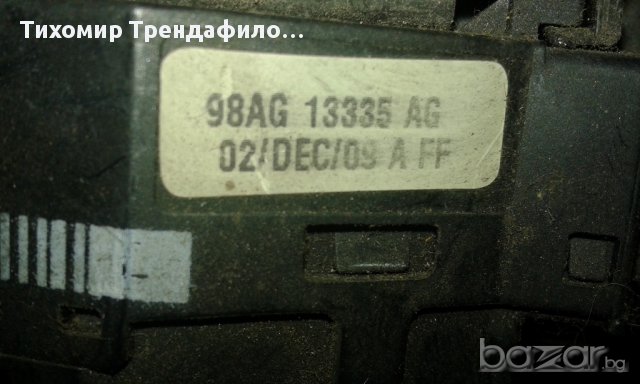 Тихомир Трендафило...
98AG 13335 AG
02/DEC/09 A FF
bazar.bg